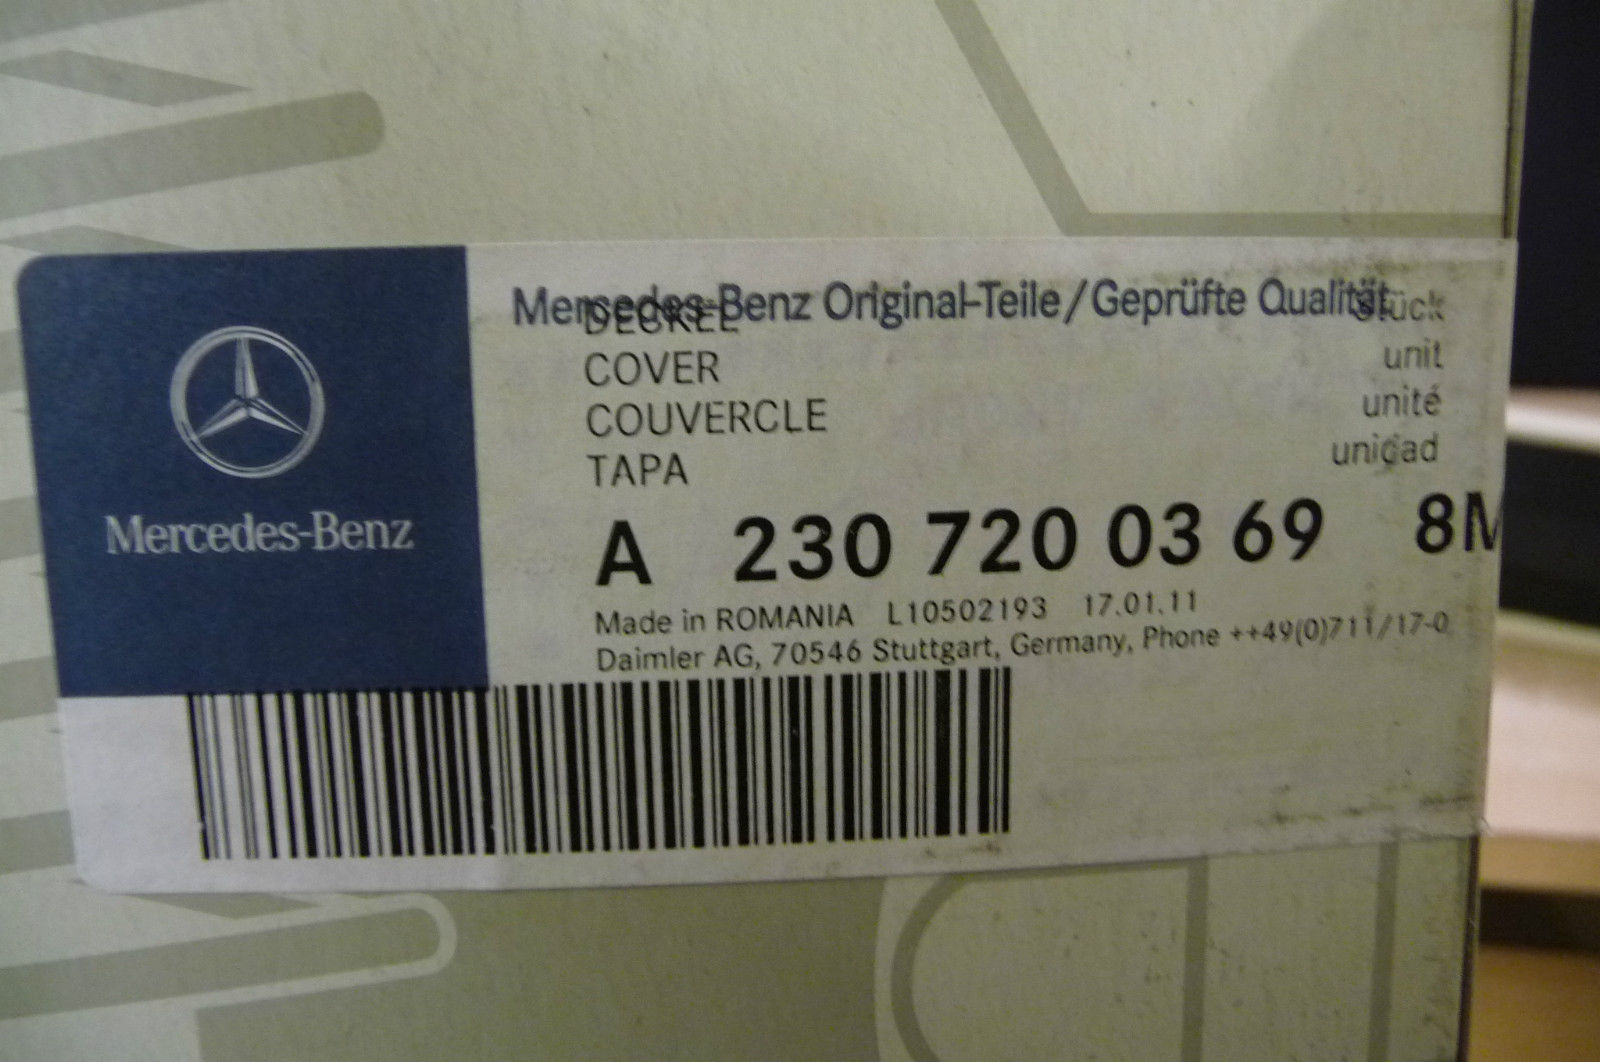 Mercedes-Benz
Mercedes-Benz Original-Teile/Geprüfte Qualität
DECKEL Stück
COVER unit
COUVERCLE unité
TAPA unidad
A 230 720 03 69 8M
Made in ROMANIA L10502193 17.01.11
Daimler AG, 70546 Stuttgart, Germany, Phone ++49(0)711/17-0